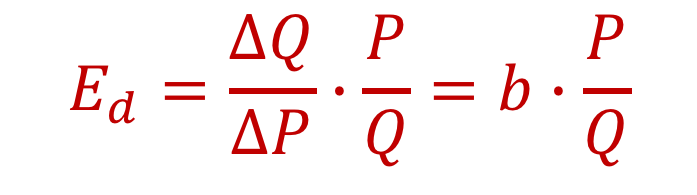 E_d = ΔQ/ΔP · P/Q = b · P/Q